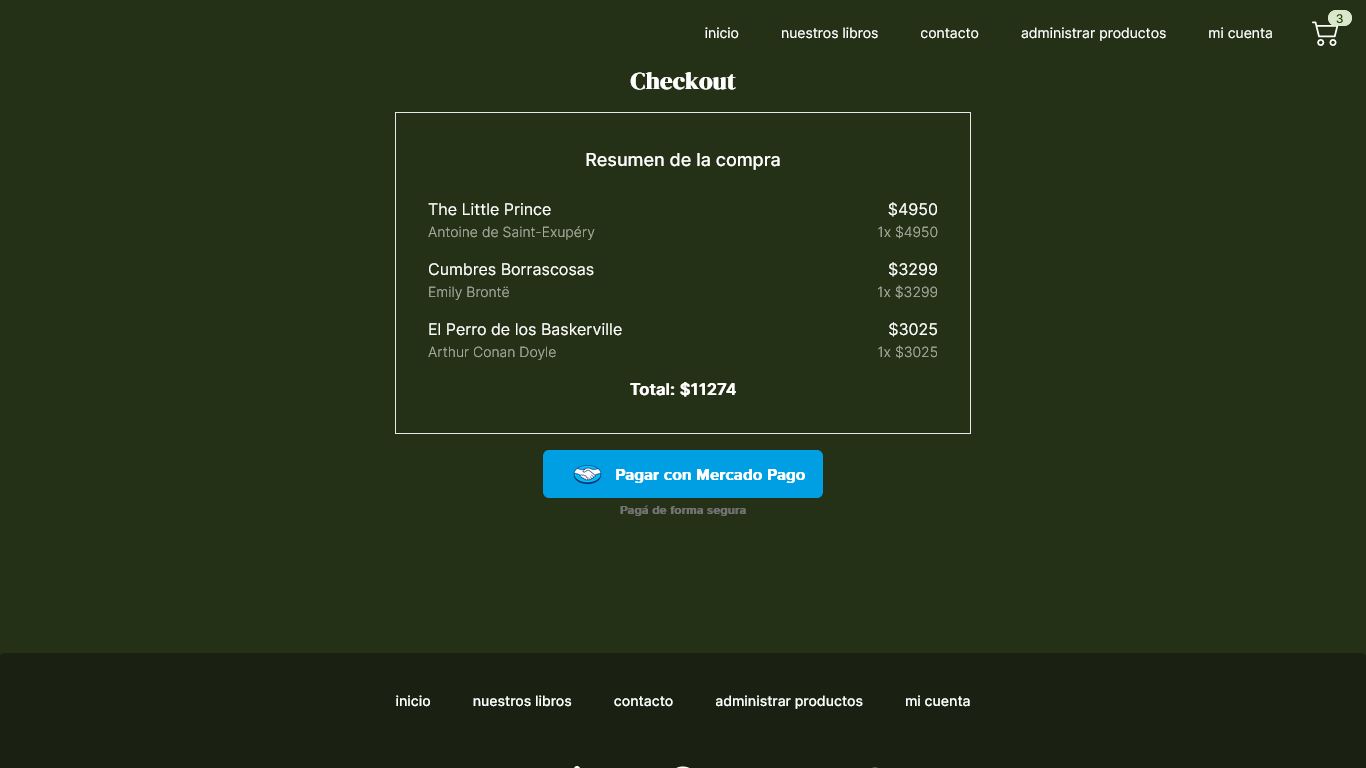 3
inicio nuestros libros contacto administrar productos mi cuenta
Checkout
Resumen de la compra
The Little Prince $4950
Antoine de Saint-Exupéry 1x $4950
Cumbres Borrascosas $3299
Emily Brontë 1x $3299
El Perro de los Baskerville $3025
Arthur Conan Doyle 1x $3025
Total: $11274
Pagar con Mercado Pago
Pagá de forma segura
inicio nuestros libros contacto administrar productos mi cuenta